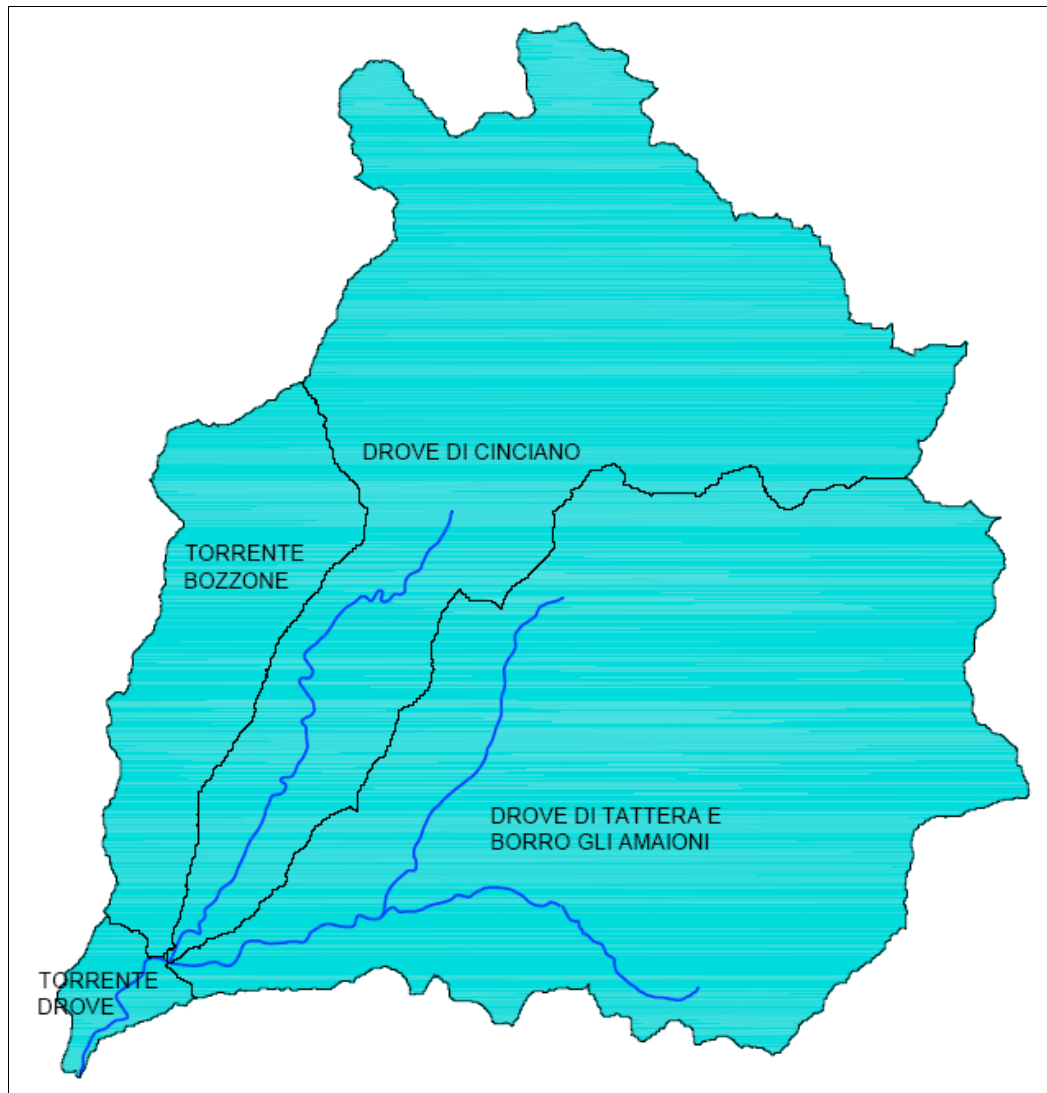 DROVE DI CINCIANO
TORRENTE
BOZZONE
DROVE DI TATTERA E
BORRO GLI AMAIONI
TORRENTE
DROVE